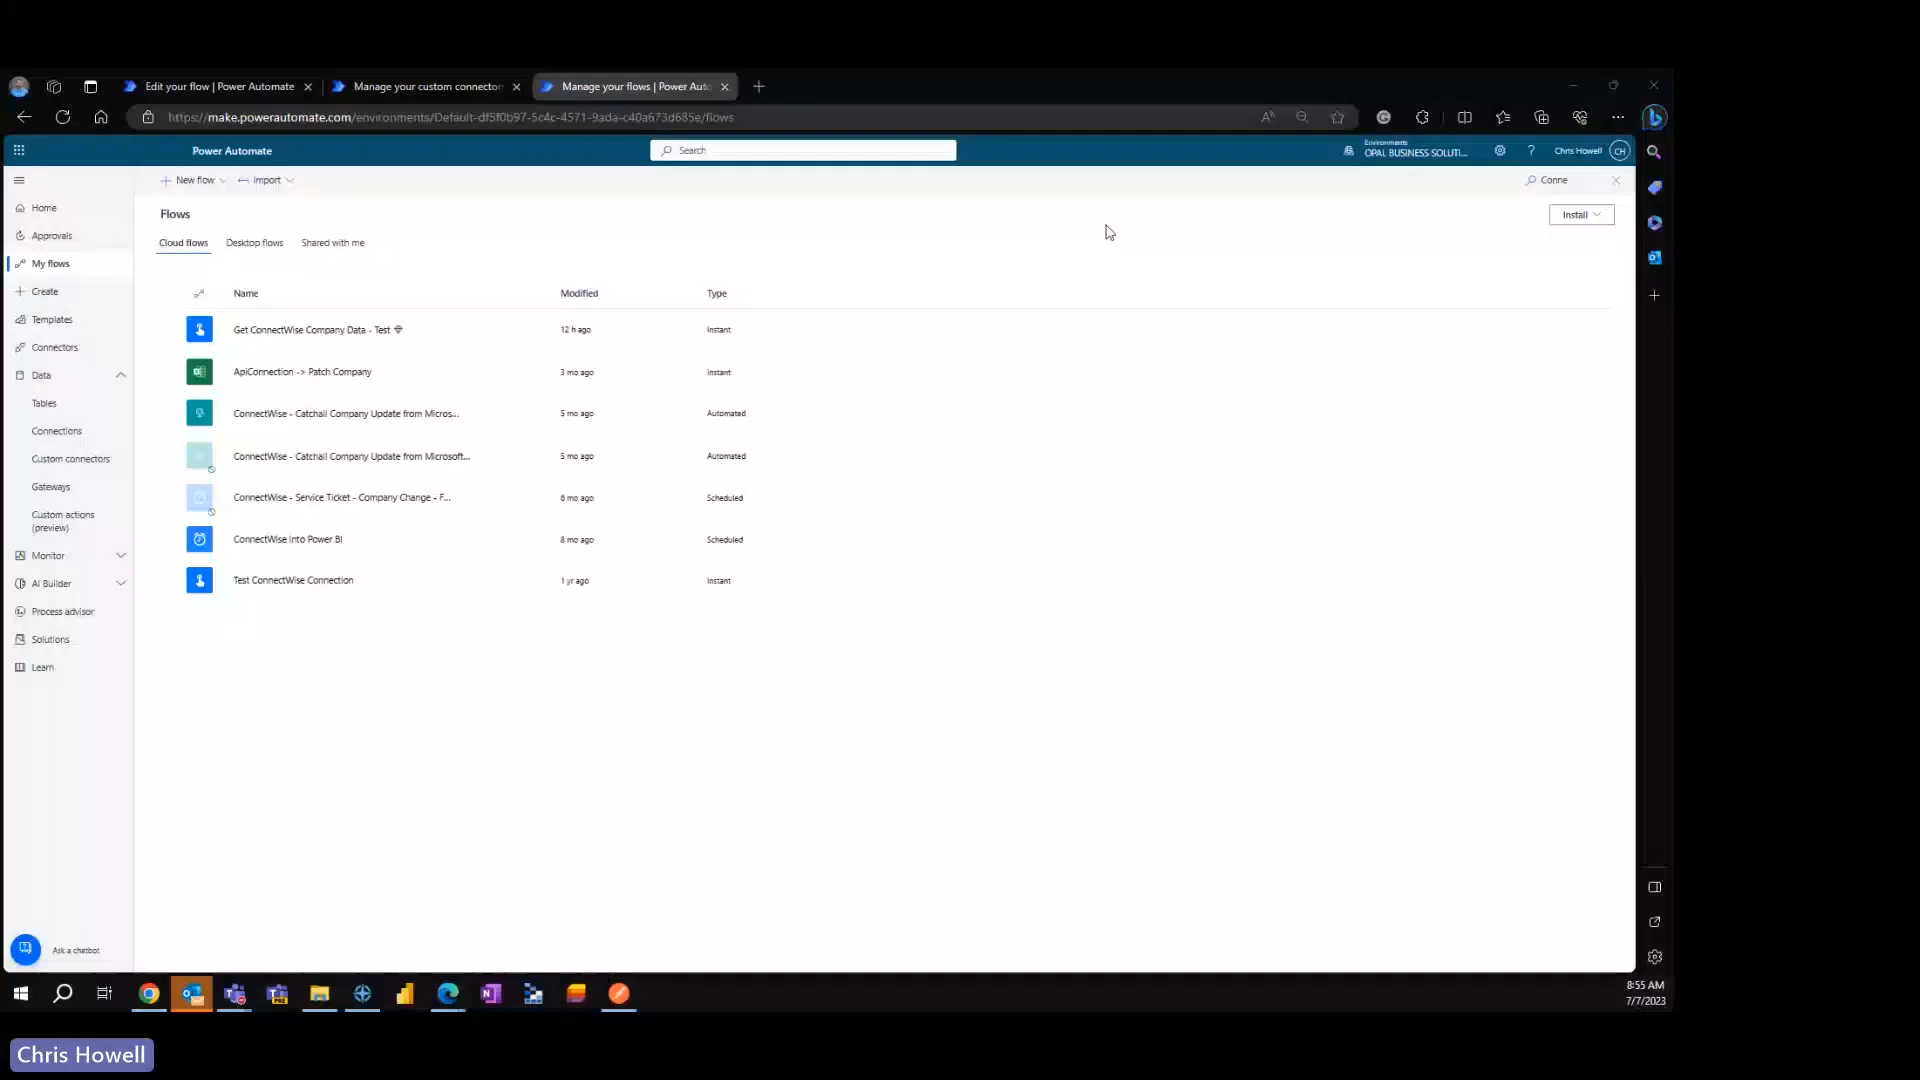 Edit your flow | Power Automate
Manage your custom connector
Manage your flows | Power Auto
https://make.powerautomate.com/environments/Default-df5f0b97-5c4c-4571-9ada-c40a673d685e/flows
Power Automate
Search
Environments
OPAL BUSINESS SOLUTI...
?
Chris Howell
CH
New flow
Import
Conne
Home
Approvals
My flows
Create
Templates
Connectors
Data
Tables
Connections
Custom connectors
Gateways
Custom actions
(preview)
Monitor
AI Builder
Process advisor
Solutions
Learn
Ask a chatbot
Flows
Install
Cloud flows
Desktop flows
Shared with me
Name
Modified
Type
Get ConnectWise Company Data - Test
12 h ago
Instant
ApiConnection -> Patch Company
3 mo ago
Instant
ConnectWise - Catchall Company Update from Micros...
5 mo ago
Automated
ConnectWise - Catchall Company Update from Microsoft...
5 mo ago
Automated
ConnectWise - Service Ticket - Company Change - F...
6 mo ago
Scheduled
ConnectWise into Power BI
8 mo ago
Scheduled
Test ConnectWise Connection
1 yr ago
Instant
8:55 AM
7/7/2023
Chris Howell